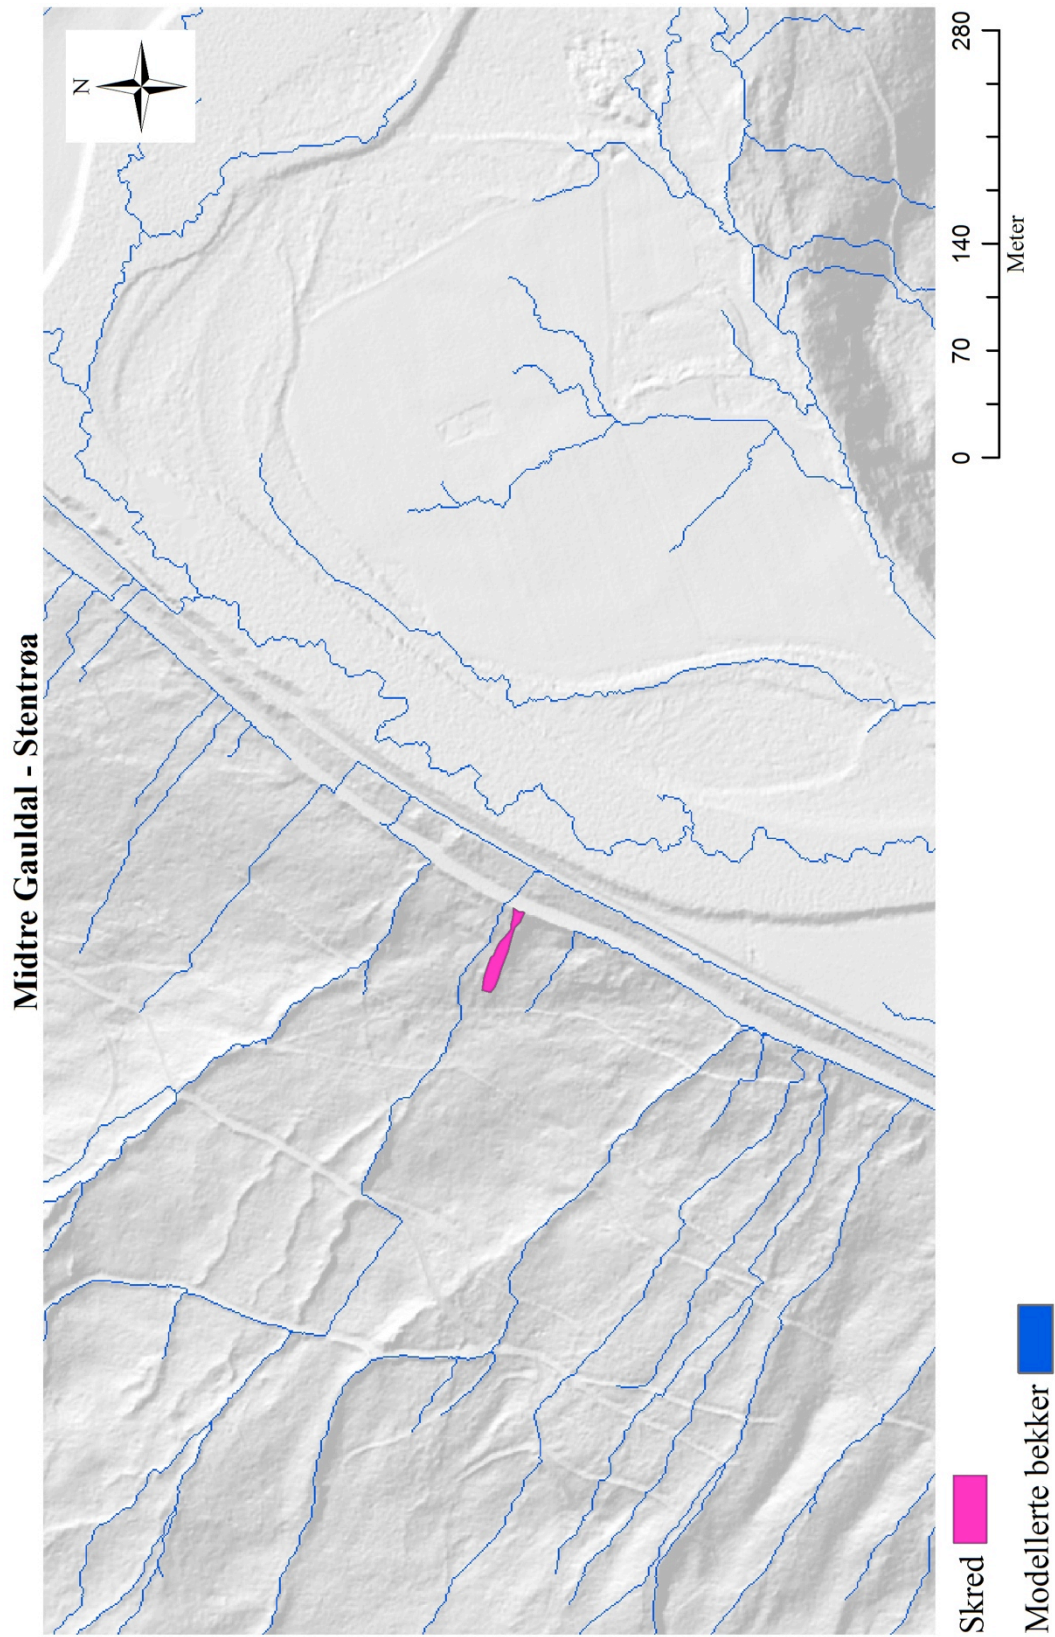 Midtre Gauldal - Stentrøa
N
Skred
Modellerte bekker
0 70 140 280
Meter